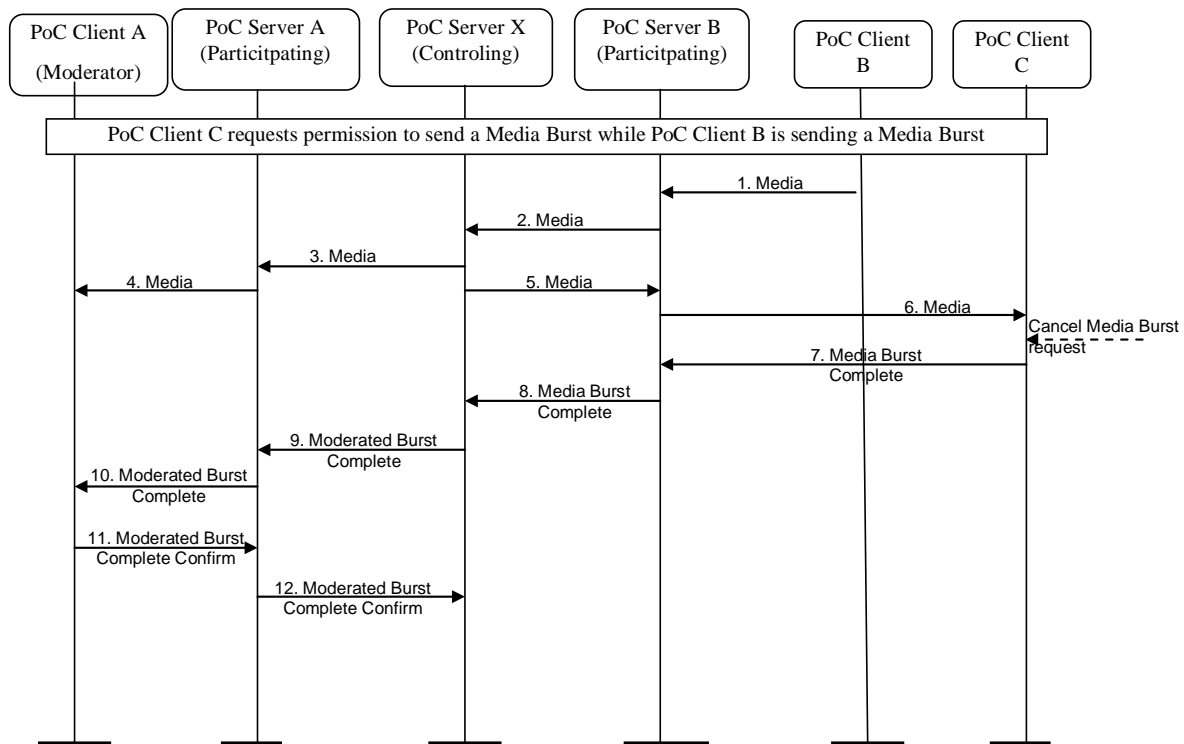 PoC Client A
(Moderator)
PoC Server A
(Particitpating)
PoC Server X
(Controling)
PoC Server B
(Particitpating)
PoC Client
B
PoC Client
C
PoC Client C requests permission to send a Media Burst while PoC Client B is sending a Media Burst
1. Media
2. Media
3. Media
4. Media
5. Media
6. Media
Cancel Media Burst
request
7. Media Burst
Complete
8. Media Burst
Complete
9. Moderated Burst
Complete
10. Moderated Burst
Complete
11. Moderated Burst
Complete Confirm
12. Moderated Burst
Complete Confirm